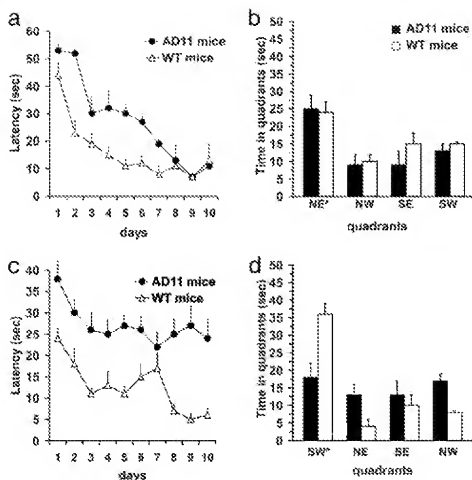 a
Latency (sec)
60
50
40
30
20
10
0
AD11 mice
WT mice
1 2 3 4 5 6 7 8 9 10
days
b
Time in quadrants (sec)
50
45
40
35
30
25
20
15
10
5
0
AD11 mice
WT mice
NE* NW SE SW
quadrants
c
Latency (sec)
40
35
30
25
20
15
10
5
0
AD11 mice
WT mice
1 2 3 4 5 6 7 8 9 10
days
d
Time in quadrants (sec)
50
45
40
35
30
25
20
15
10
5
0
AD11 mice
WT mice
SW* NE SE NW
quadrants